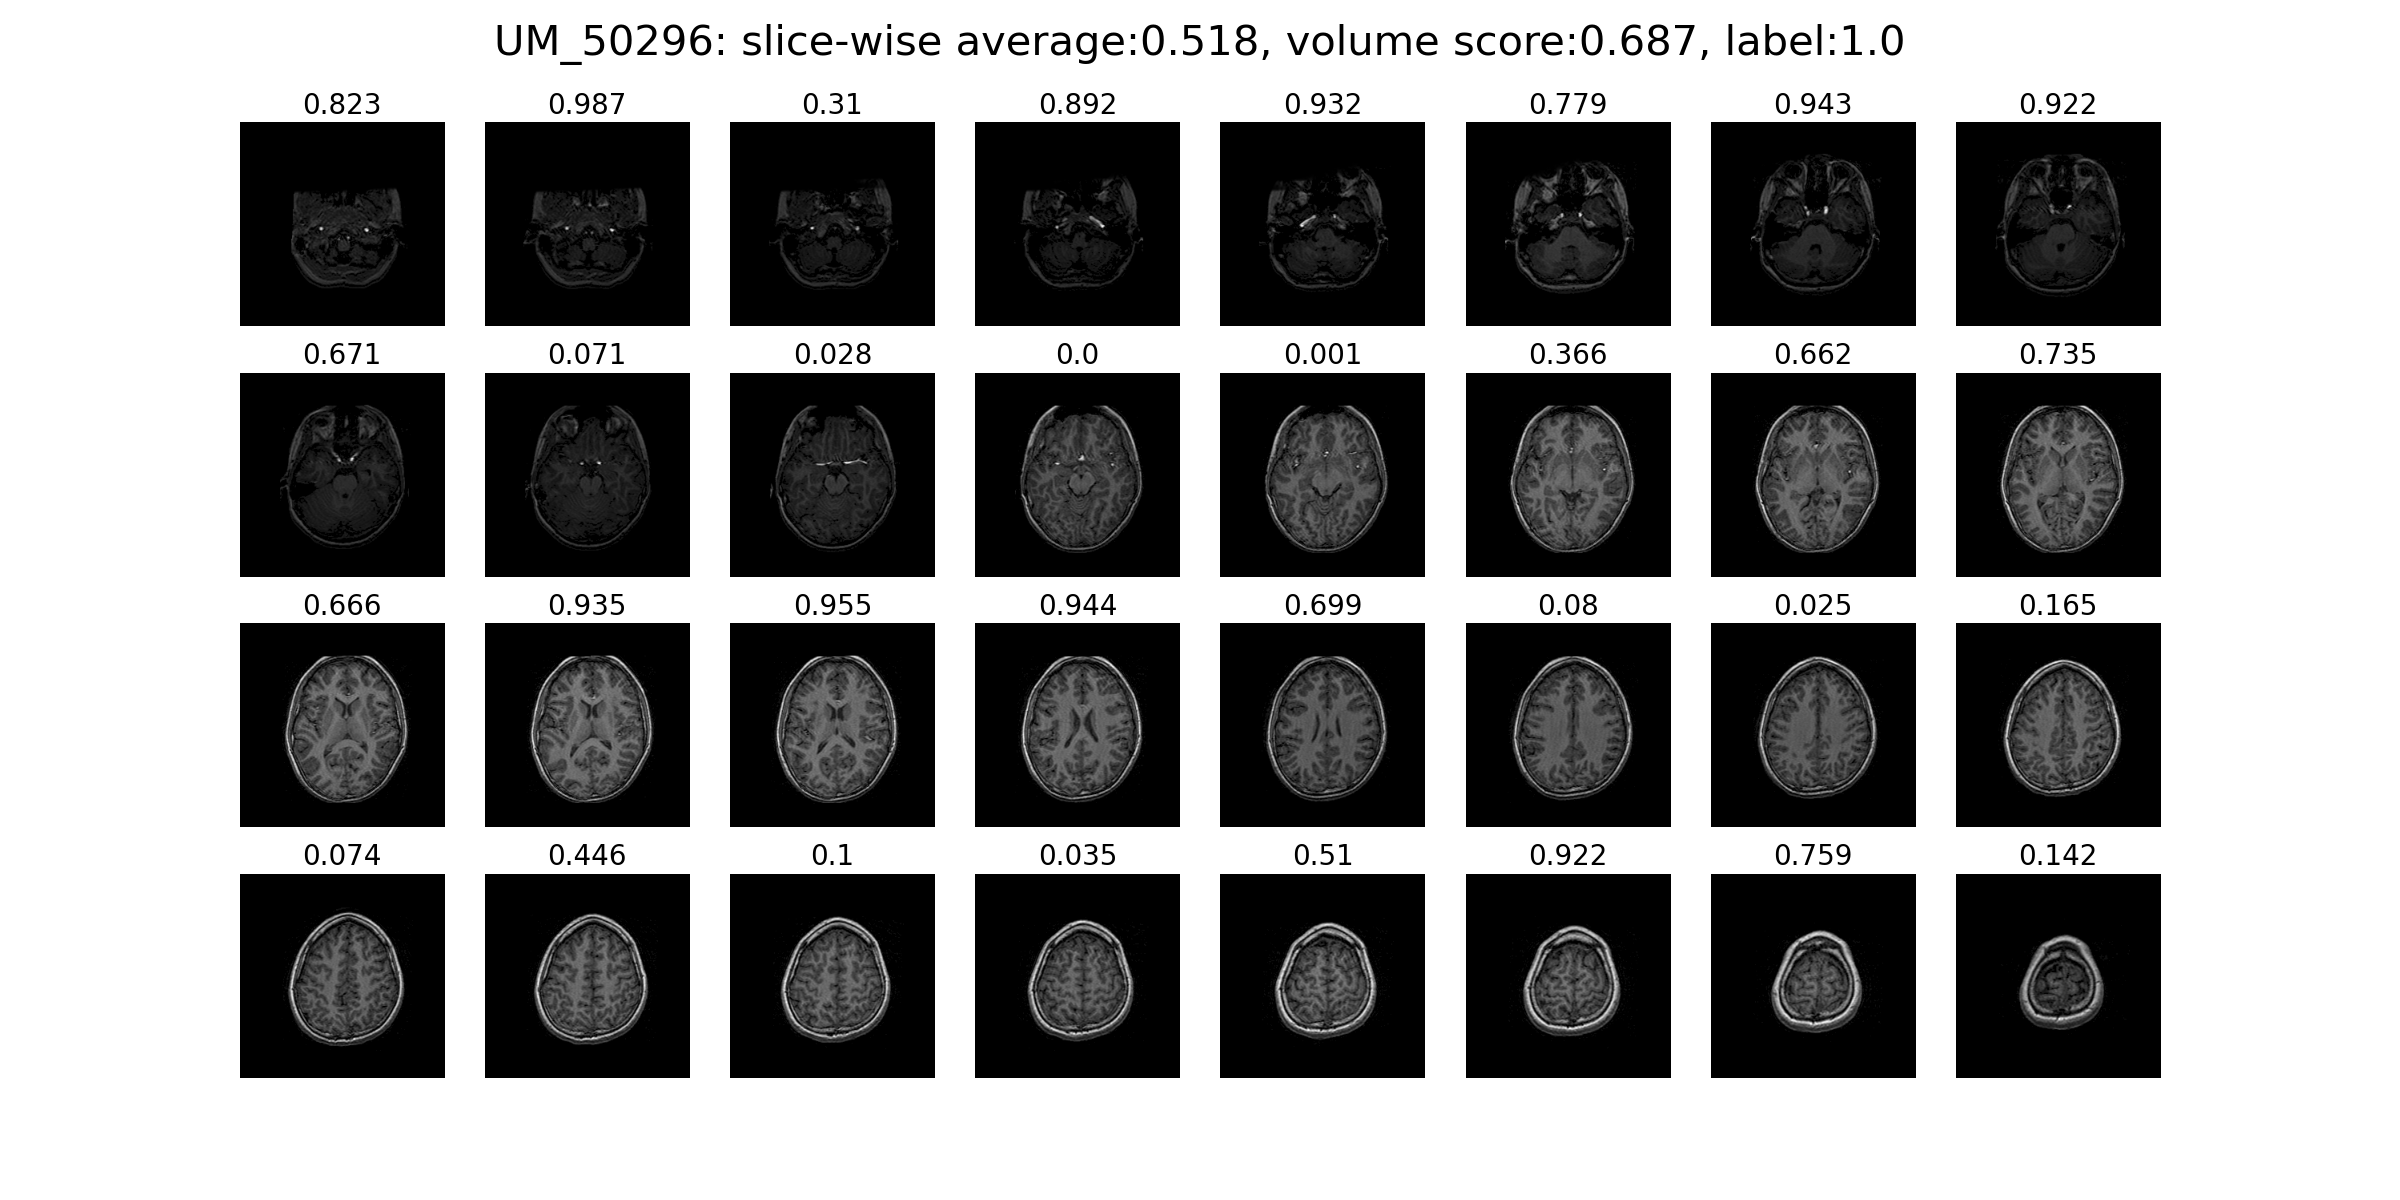 UM_50296: slice-wise average:0.518, volume score:0.687, label:1.0
0.823 0.987 0.31 0.892 0.932 0.779 0.943 0.922
0.671 0.071 0.028 0.0 0.001 0.366 0.662 0.735
0.666 0.935 0.955 0.944 0.699 0.08 0.025 0.165
0.074 0.446 0.1 0.035 0.51 0.922 0.759 0.142